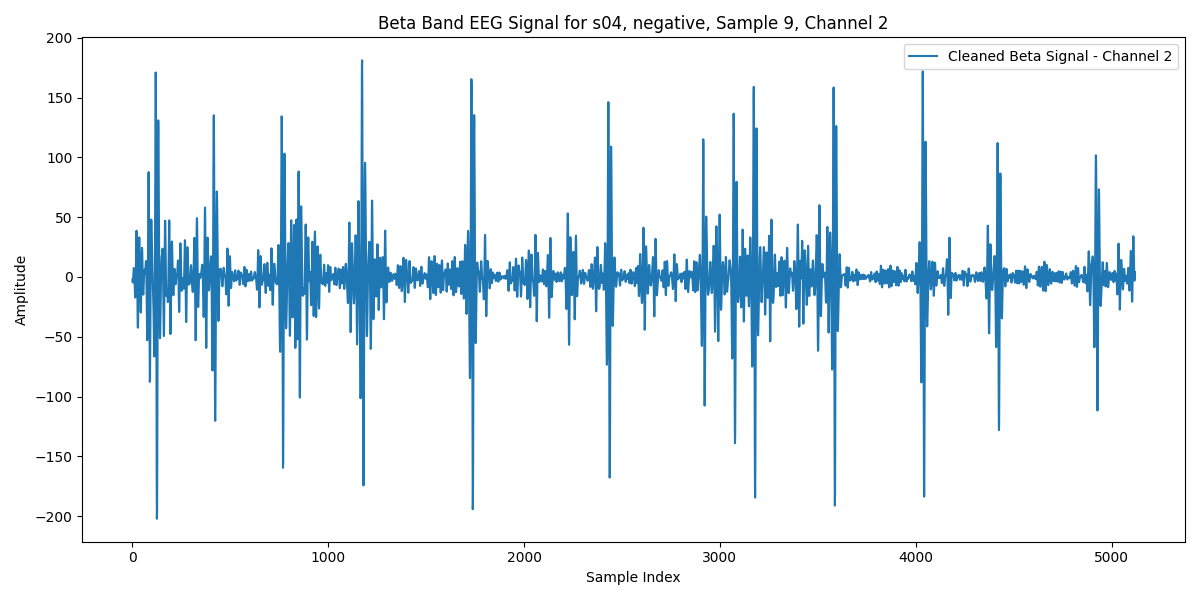 Beta Band EEG Signal for s04, negative, Sample 9, Channel 2
Cleaned Beta Signal - Channel 2
200
150
100
50
0
−50
−100
−150
−200
Amplitude
0 1000 2000 3000 4000 5000
Sample Index